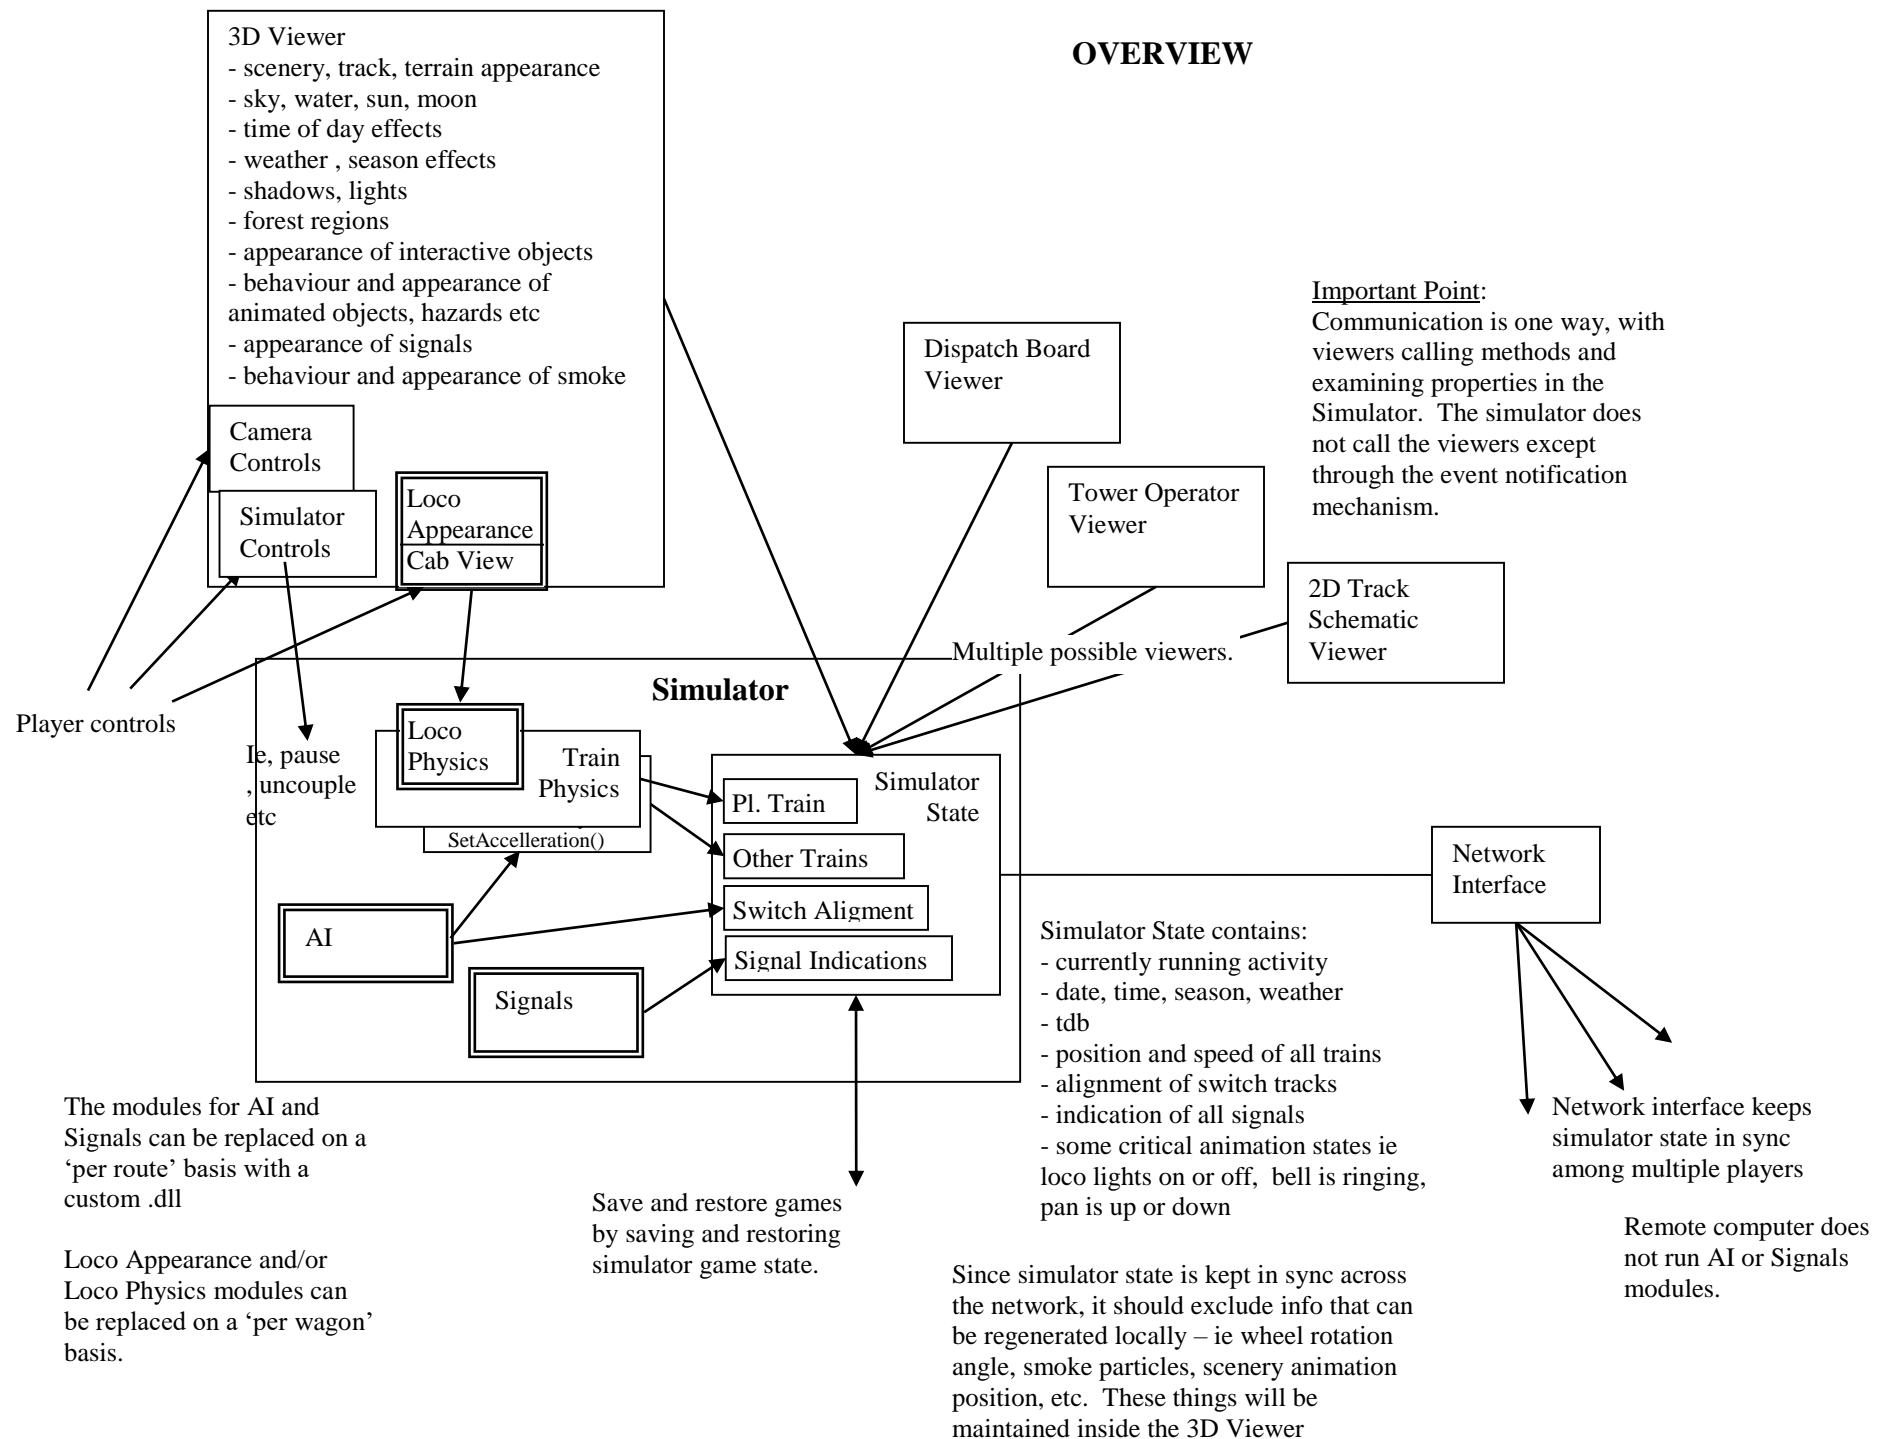 OVERVIEW
3D Viewer
- scenery, track, terrain appearance
- sky, water, sun, moon
- time of day effects
- weather , season effects
- shadows, lights
- forest regions
- appearance of interactive objects
- behaviour and appearance of
animated objects, hazards etc
- appearance of signals
- behaviour and appearance of smoke
Camera
Controls
Simulator
Controls
Loco
Appearance
Cab View
Dispatch Board
Viewer
Tower Operator
Viewer
2D Track
Schematic
Viewer
Important Point:
Communication is one way, with
viewers calling methods and
examining properties in the
Simulator.  The simulator does
not call the viewers except
through the event notification
mechanism.
Multiple possible viewers.
Player controls
Simulator
Ie, pause
, uncouple
etc
Loco
Physics
Train
Physics
SetAccelleration()
Simulator
State
Pl. Train
Other Trains
Switch Aligment
Signal Indications
AI
Signals
Network
Interface
Simulator State contains:
- currently running activity
- date, time, season, weather
- tdb
- position and speed of all trains
- alignment of switch tracks
- indication of all signals
- some critical animation states ie
loco lights on or off,  bell is ringing,
pan is up or down
Network interface keeps
simulator state in sync
among multiple players
Remote computer does
not run AI or Signals
modules.
The modules for AI and
Signals can be replaced on a
‘per route’ basis with a
custom .dll
Loco Appearance and/or
Loco Physics modules can
be replaced on a ‘per wagon’
basis.
Save and restore games
by saving and restoring
simulator game state.
Since simulator state is kept in sync across
the network, it should exclude info that can
be regenerated locally – ie wheel rotation
angle, smoke particles, scenery animation
position, etc.  These things will be
maintained inside the 3D Viewer